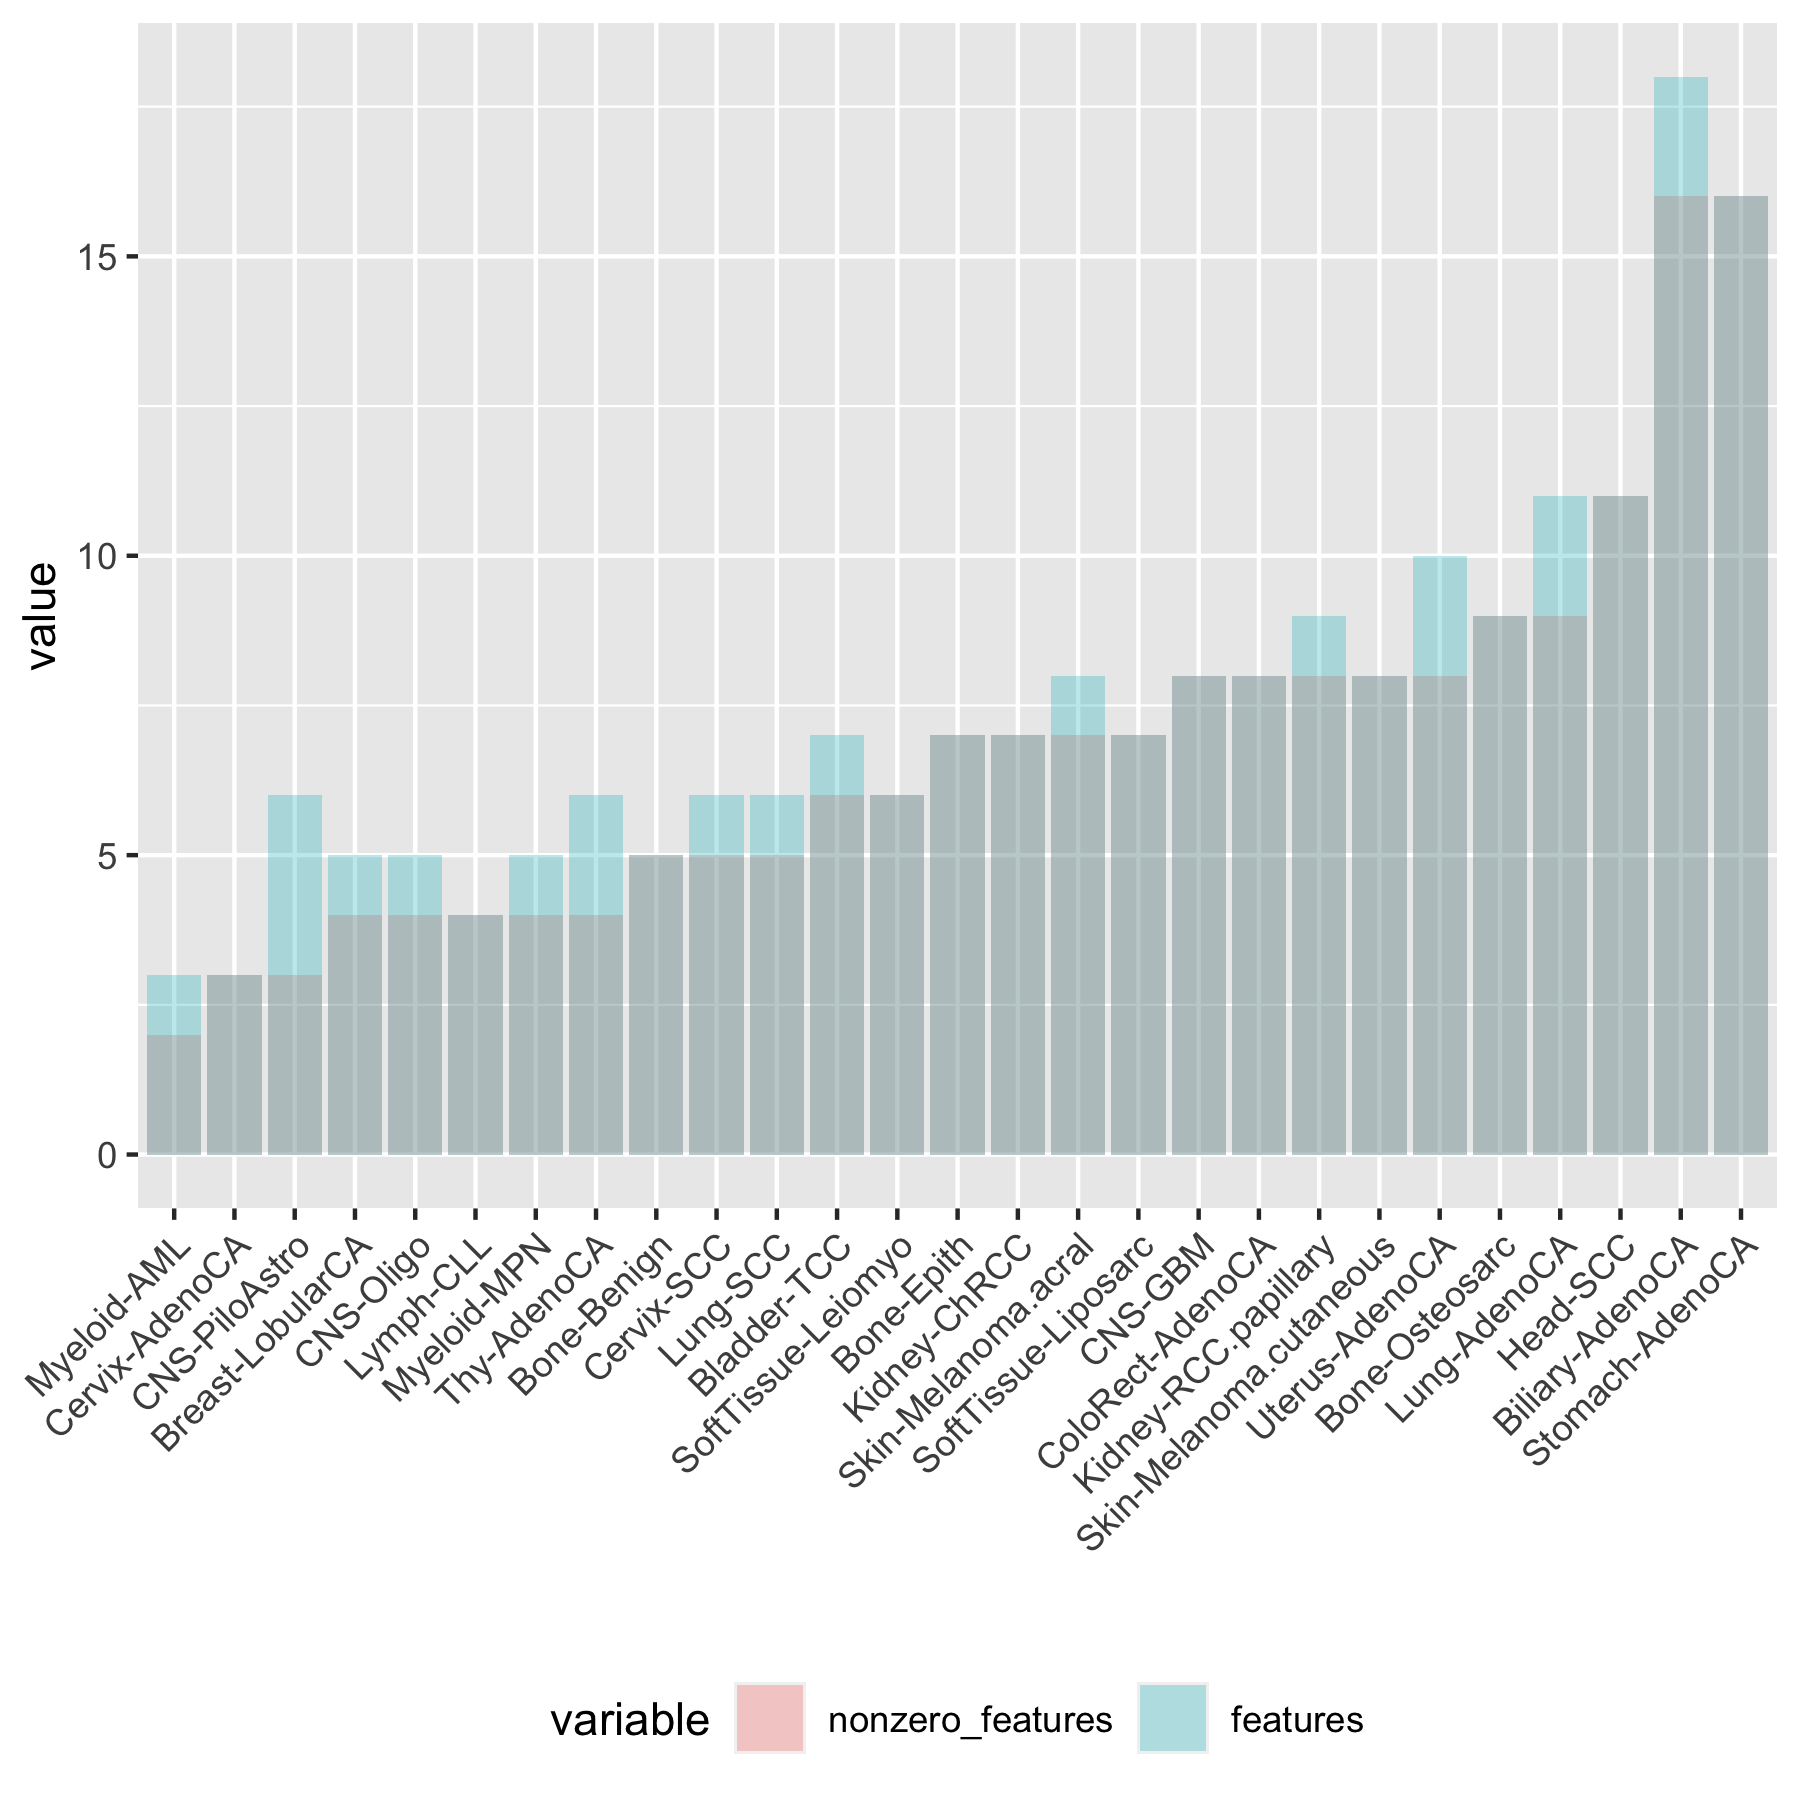 value
15
10
5
0
Myeloid-AML
Cervix-AdenoCA
CNS-PiloAstro
Breast-LobularCA
CNS-Oligo
Lymph-CLL
Myeloid-MPN
Thy-AdenoCA
Bone-Benign
Cervix-SCC
Lung-SCC
Bladder-TCC
SoftTissue-Leiomyo
Bone-Epith
Kidney-ChRCC
Skin-Melanoma.acral
SoftTissue-Liposarc
CNS-GBM
ColoRect-AdenoCA
Kidney-RCC.papillary
Skin-Melanoma.cutaneous
Uterus-AdenoCA
Bone-Osteosarc
Lung-AdenoCA
Head-SCC
Biliary-AdenoCA
Stomach-AdenoCA
variable nonzero_features features